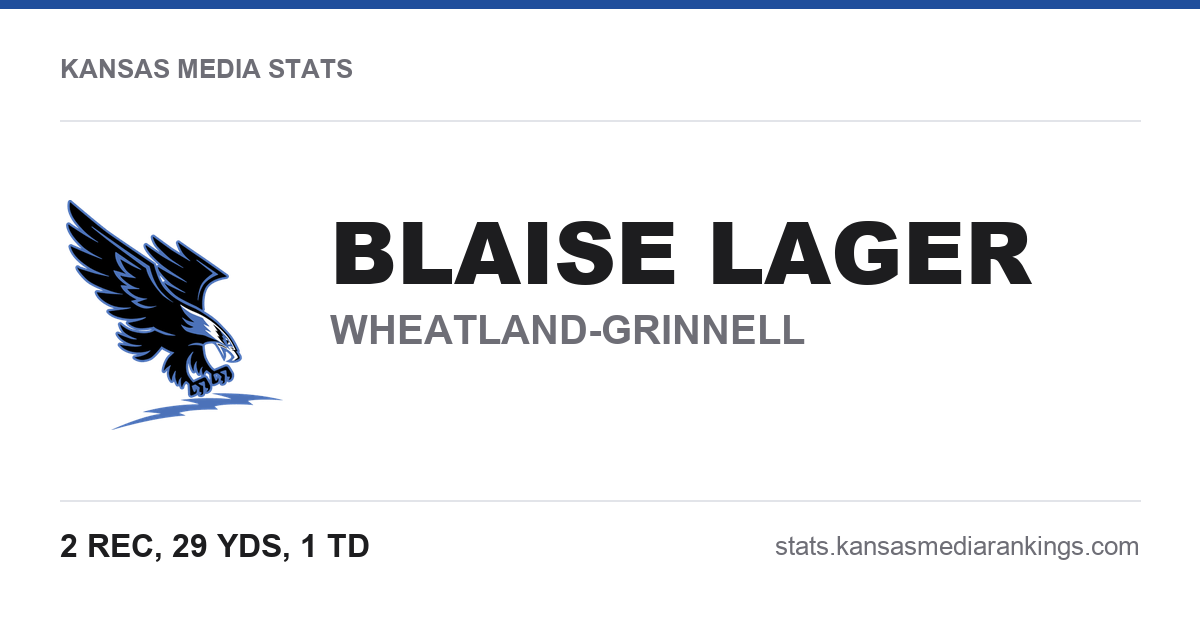 KANSAS MEDIA STATS
BLAISE LAGER
WHEATLAND-GRINNELL
2 REC, 29 YDS, 1 TD
stats.kansasmediarankings.com